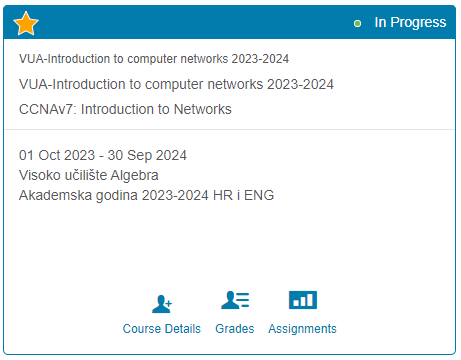 In Progress
VUA-Introduction to computer networks 2023-2024
VUA-Introduction to computer networks 2023-2024
CCNAv7: Introduction to Networks
01 Oct 2023 - 30 Sep 2024
Visoko učilište Algebra
Akademska godina 2023-2024 HR i ENG
Course Details Grades Assignments